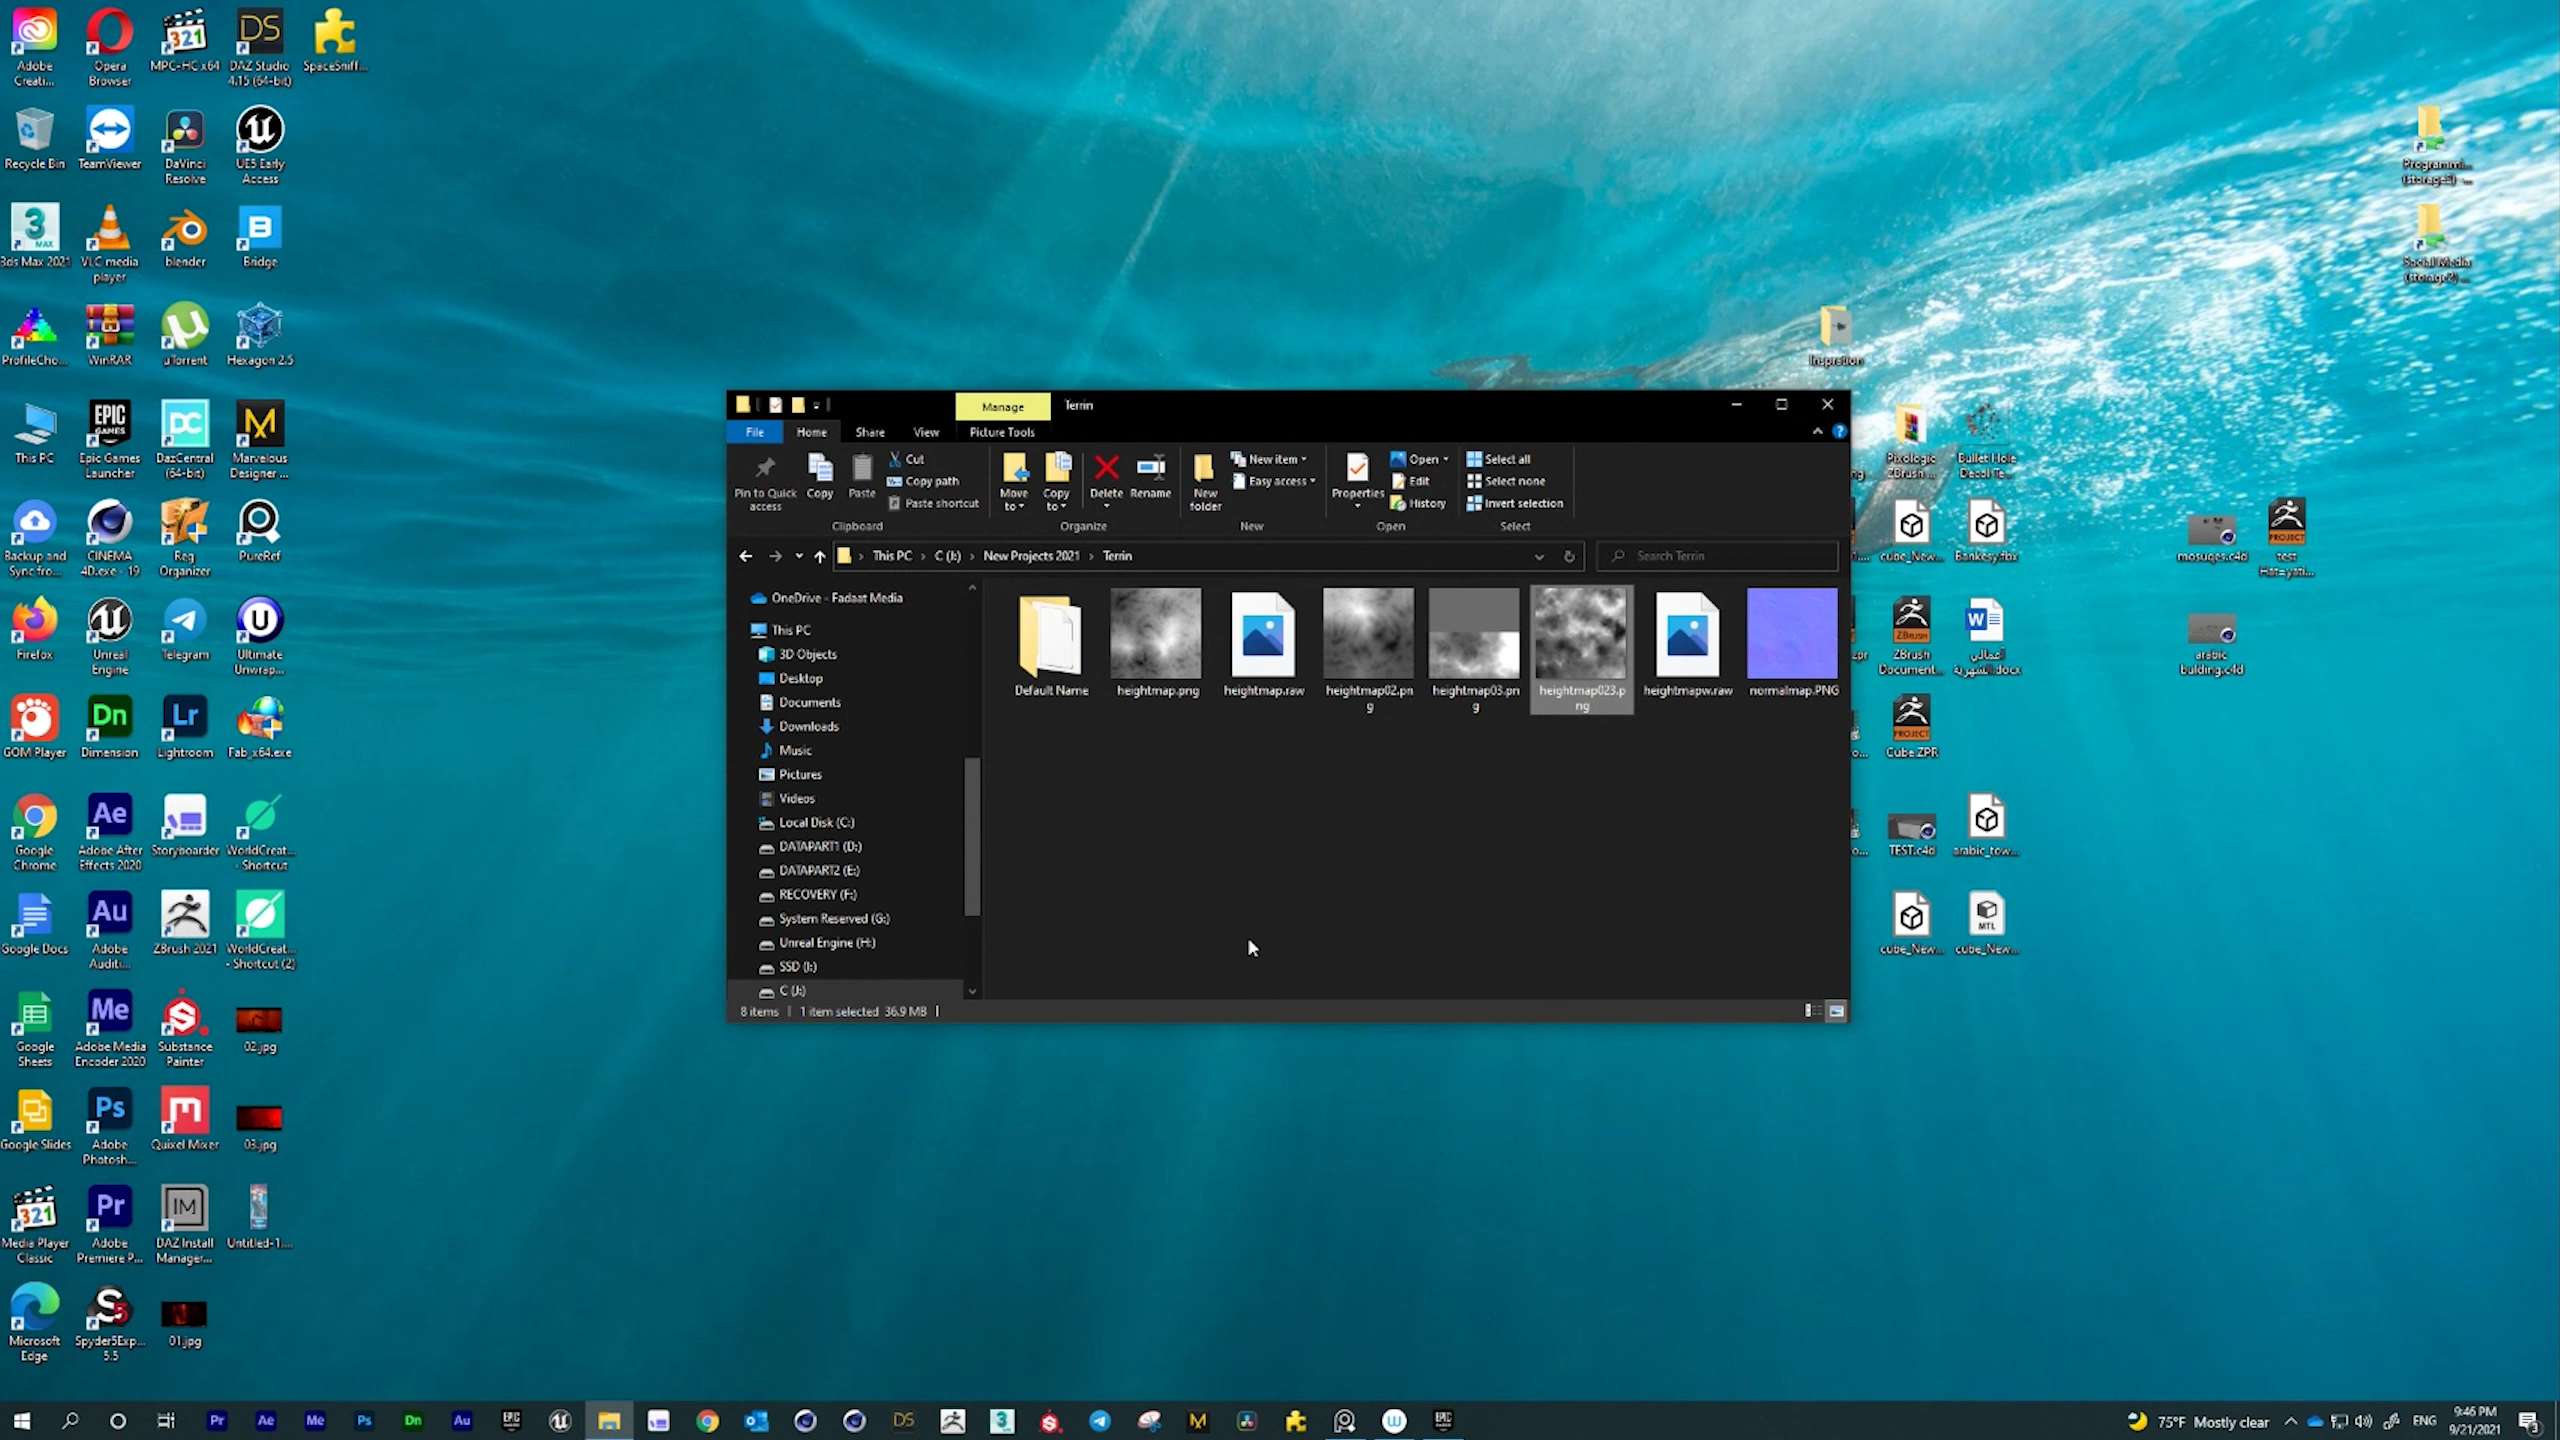 Adobe Creati...
Opera Browser
MPC-HC x64
DAZ Studio 4.15 (64-bit)
SpaceSniff...
Recycle Bin
TeamViewer
DaVinci Resolve
UE5 Early Access
3ds Max 2021
VLC media player
blender
Bridge
ProfileCho...
WinRAR
µTorrent
Hexagon 2.5
This PC
Epic Games Launcher
DazCentral (64-bit)
Marvelous Designer ...
Backup and Sync fro...
CINEMA 4D.exe - 19
Reg Organizer
PureRef
Firefox
Unreal Engine
Telegram
Ultimate Unwrap...
GOM Player
Dimension
Lightroom
Fab_x64.exe
Google Chrome
Adobe After Effects 2020
Storyboarder
WorldCreat... - Shortcut
Google Docs
Adobe Auditi...
ZBrush 2021
WorldCreat... - Shortcut (2)
Google Sheets
Adobe Media Encoder 2020
Substance Painter
02.jpg
Google Slides
Adobe Photosh...
Quixel Mixer
03.jpg
Media Player Classic
Adobe Premiere P...
DAZ Install Manager...
Untitled-1....
Microsoft Edge
Spyder5Exp... 5.5
01.jpg
Manage
Terrin
File
Home
Share
View
Picture Tools
Pin to Quick access
Copy
Paste
Cut
Copy path
Paste shortcut
Clipboard
Move to
Copy to
Delete
Rename
Organize
New folder
New item
Easy access
New
Properties
Open
Edit
History
Open
Select all
Select none
Invert selection
Select
This PC › C (J:) › New Projects 2021 › Terrin
Search Terrin
OneDrive - Fadaat Media
This PC
3D Objects
Desktop
Documents
Downloads
Music
Pictures
Videos
Local Disk (C:)
DATAPART1 (D:)
DATAPART2 (E:)
RECOVERY (F:)
System Reserved (G:)
Unreal Engine (H:)
SSD (I:)
C (J:)
Default Name
heightmap.png
heightmap.raw
heightmap02.png
heightmap03.png
heightmap023.png
heightmapw.raw
normalmap.PNG
8 items
1 item selected 36.9 MB
Programmi... (storage2) -...
Social Media (storage2) ...
Inspretion
Pixologic ZBrush ...
Bullet Hole Decal Te...
cube_New...
Bankesy.fbx
mosuqes.c4d
ZBrush Document...
أعمالي الشهرية.docx
arabic bulding.c4d
Cube.ZPR
TEST.c4d
arabic_tow...
cube_New...
cube_New...
75°F Mostly clear
ENG
9:46 PM
9/21/2021